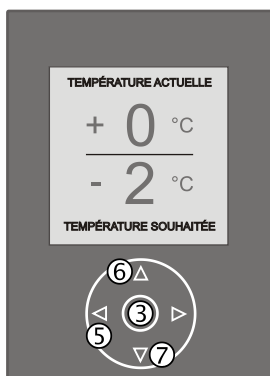 TEMPÉRATURE ACTUELLE
+ 0 °C
- 2 °C
TEMPÉRATURE SOUHAITÉE
6
3
5
7